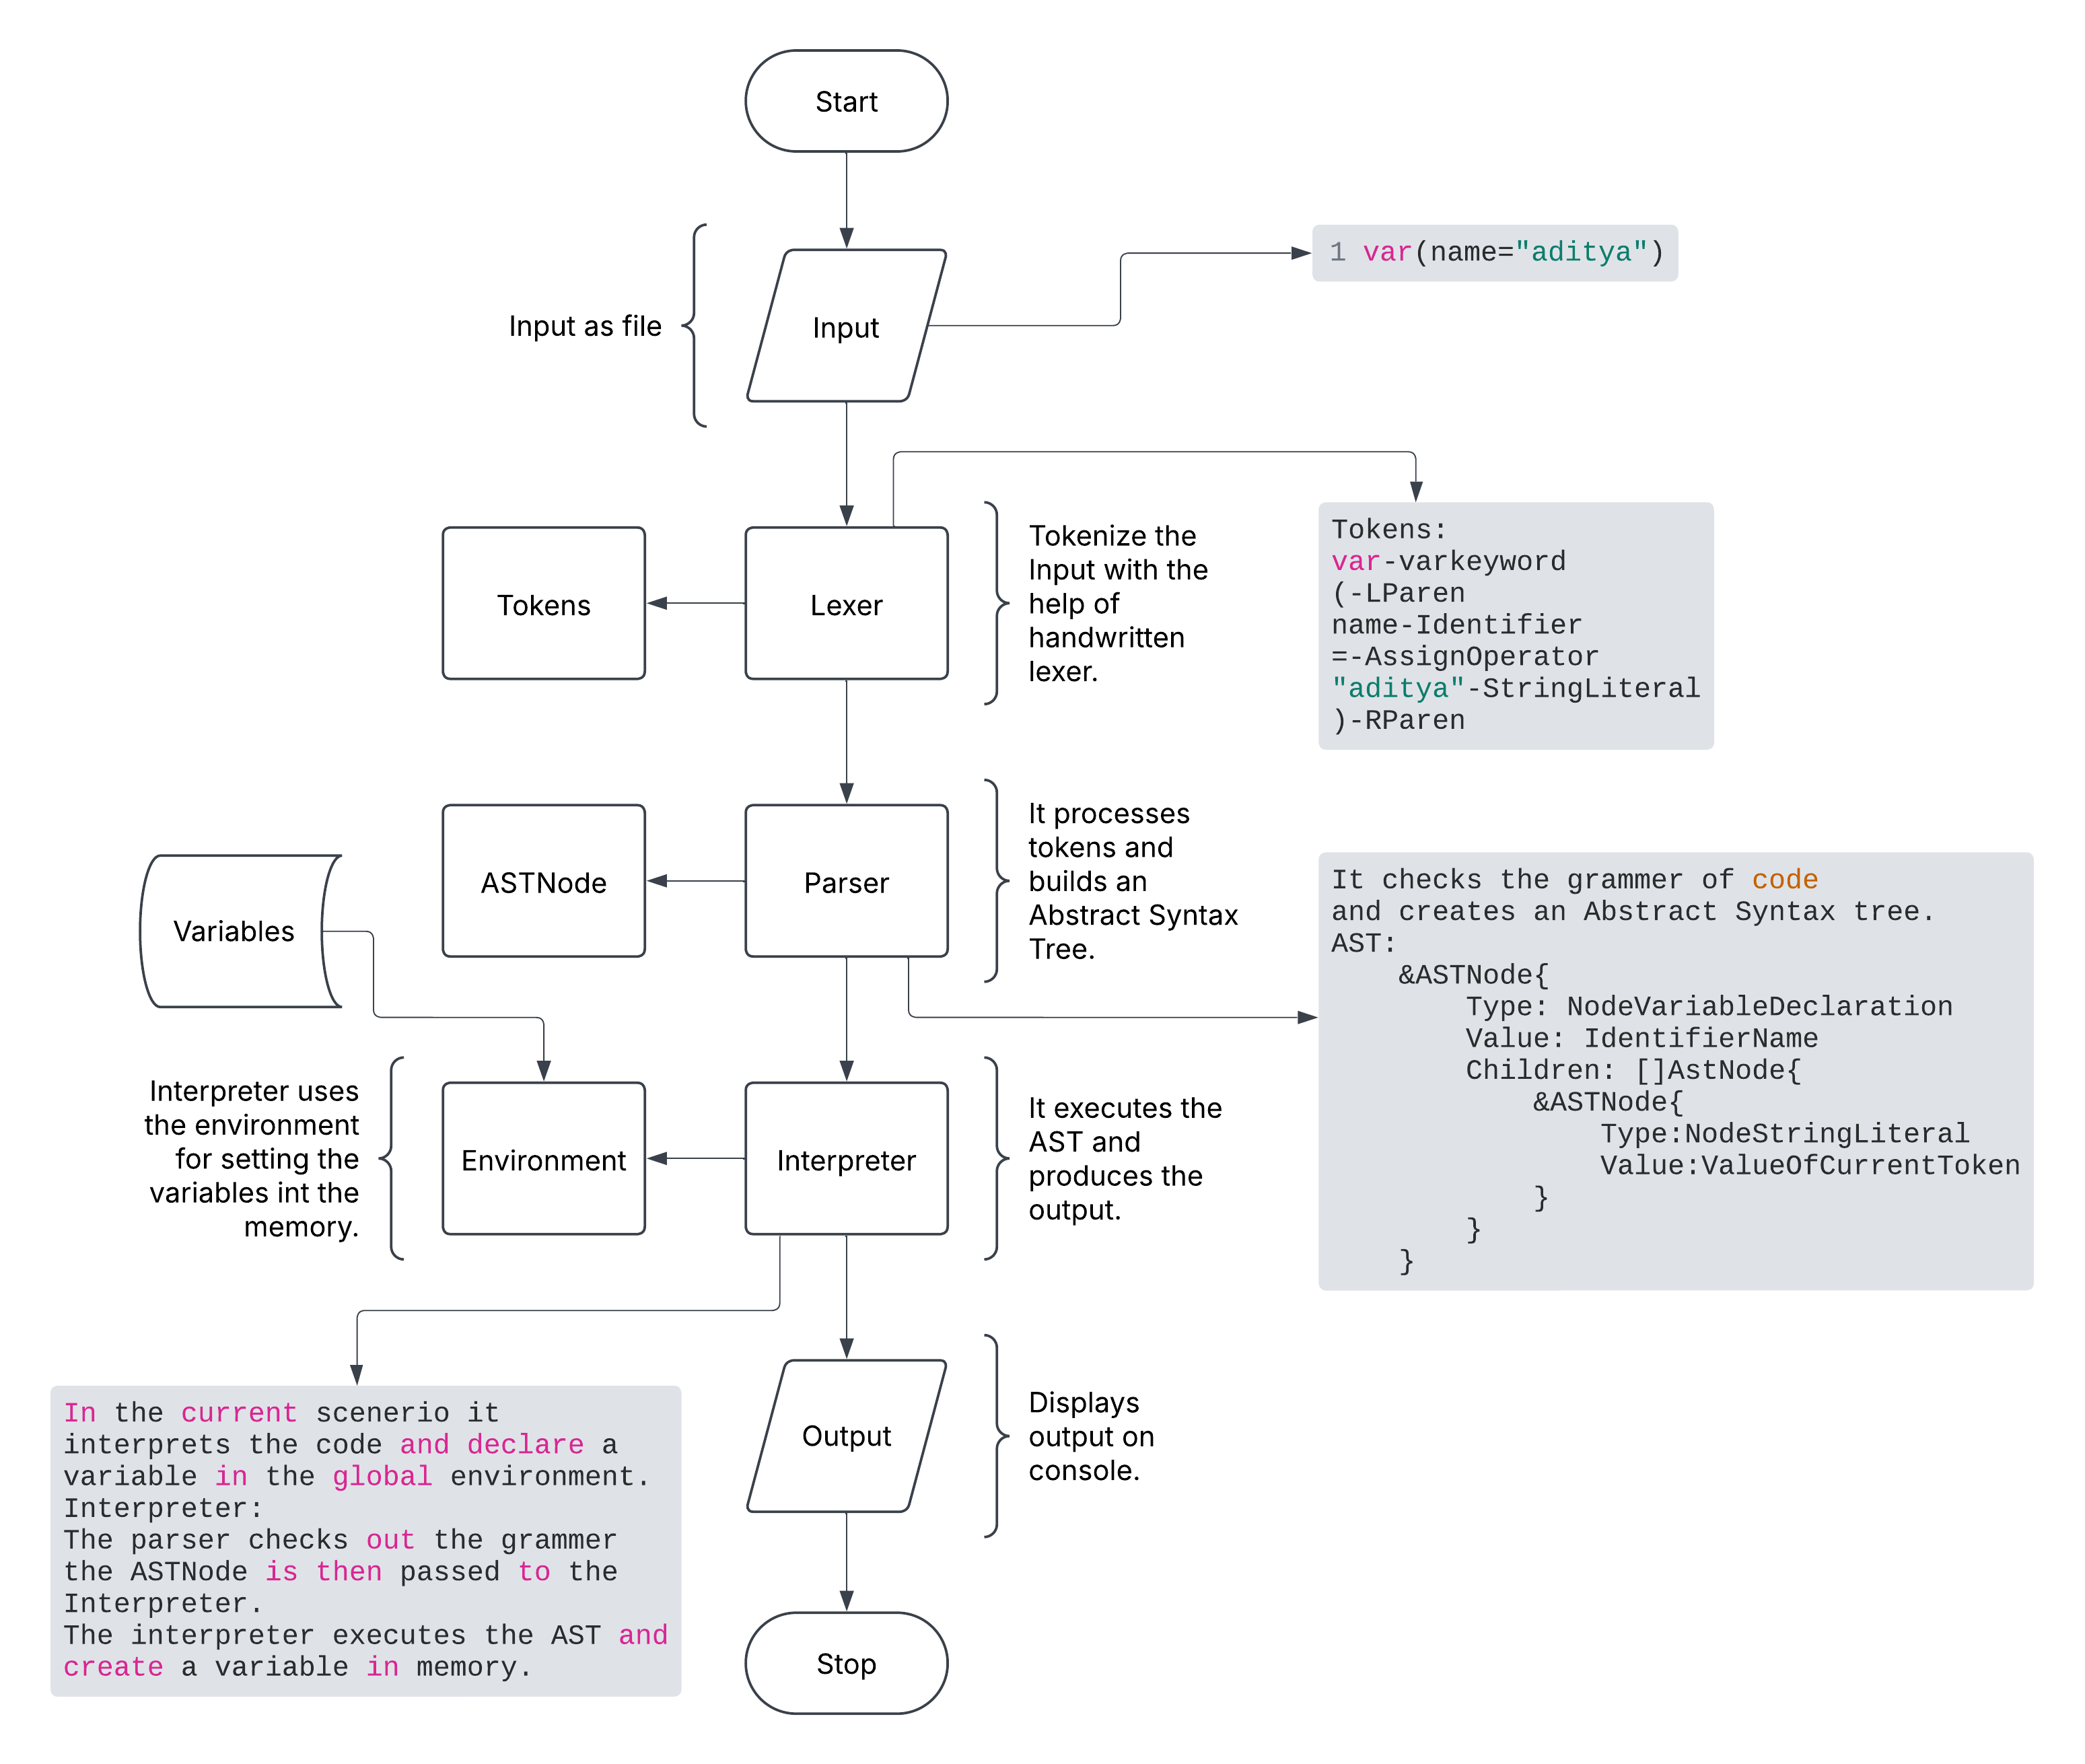 Start
Input as file
Input
1 var(name="aditya")
Tokens
Lexer
Tokenize the
Input with the
help of
handwritten
lexer.
Tokens:
var-varkeyword
(-LParen
name-Identifier
=-AssignOperator
"aditya"-StringLiteral
)-RParen
Variables
ASTNode
Parser
It processes
tokens and
builds an
Abstract Syntax
Tree.
It checks the grammer of code
and creates an Abstract Syntax tree.
AST:
    &ASTNode{
        Type: NodeVariableDeclaration
        Value: IdentifierName
        Children: []AstNode{
            &ASTNode{
                Type:NodeStringLiteral
                Value:ValueOfCurrentToken
            }
        }
    }
Interpreter uses
the environment
for setting the
variables int the
memory.
Environment
Interpreter
It executes the
AST and
produces the
output.
In the current scenerio it
interprets the code and declare a
variable in the global environment.
Interpreter:
The parser checks out the grammer
the ASTNode is then passed to the
Interpreter.
The interpreter executes the AST and
create a variable in memory.
Output
Displays
output on
console.
Stop